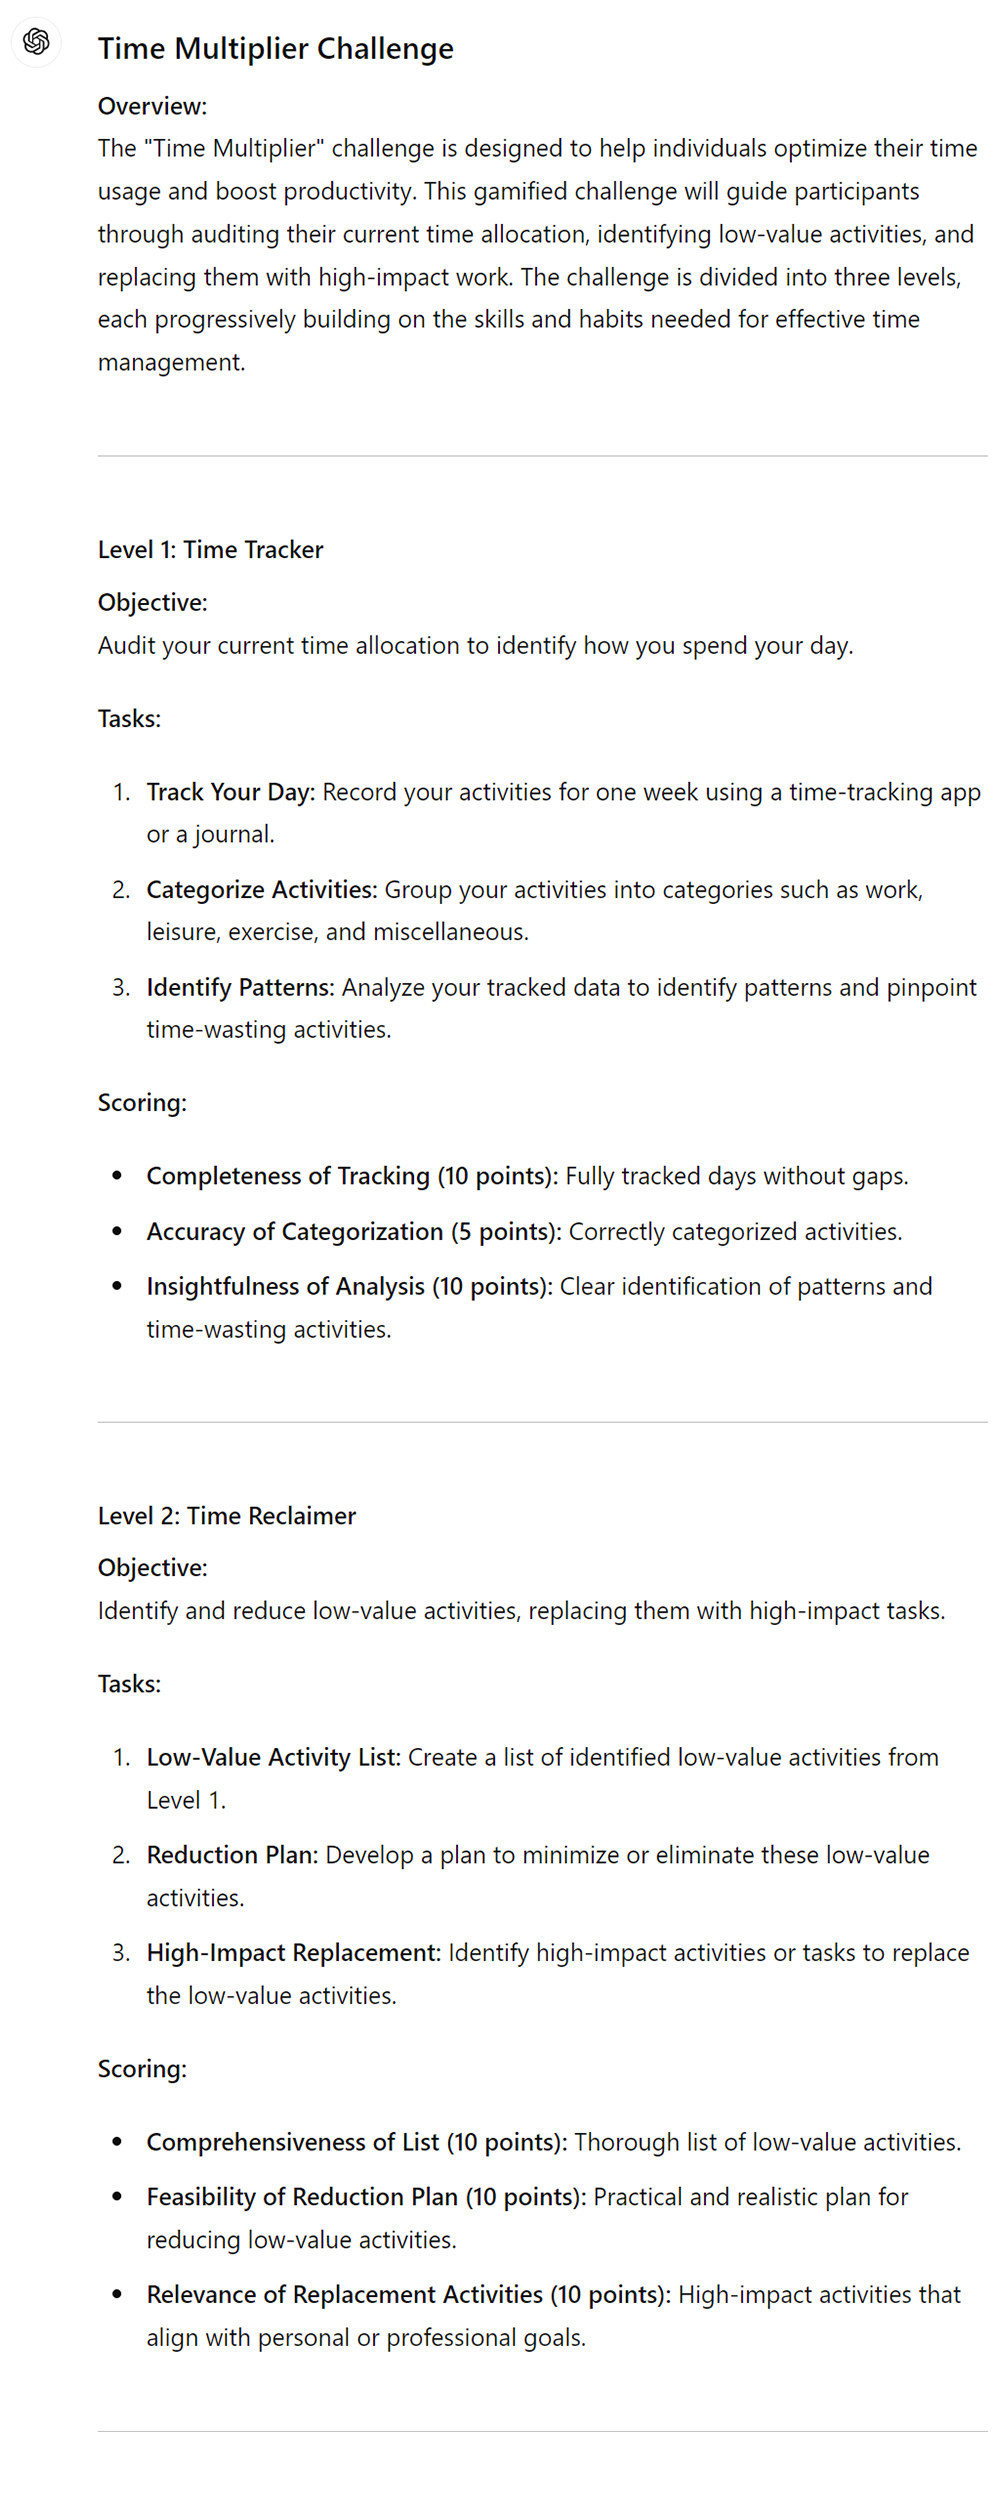 Time Multiplier Challenge
Overview:
The "Time Multiplier" challenge is designed to help individuals optimize their time
usage and boost productivity. This gamified challenge will guide participants
through auditing their current time allocation, identifying low-value activities, and
replacing them with high-impact work. The challenge is divided into three levels,
each progressively building on the skills and habits needed for effective time
management.
Level 1: Time Tracker
Objective:
Audit your current time allocation to identify how you spend your day.
Tasks:
1. Track Your Day: Record your activities for one week using a time-tracking app
or a journal.
2. Categorize Activities: Group your activities into categories such as work,
leisure, exercise, and miscellaneous.
3. Identify Patterns: Analyze your tracked data to identify patterns and pinpoint
time-wasting activities.
Scoring:
• Completeness of Tracking (10 points): Fully tracked days without gaps.
• Accuracy of Categorization (5 points): Correctly categorized activities.
• Insightfulness of Analysis (10 points): Clear identification of patterns and
time-wasting activities.
Level 2: Time Reclaimer
Objective:
Identify and reduce low-value activities, replacing them with high-impact tasks.
Tasks:
1. Low-Value Activity List: Create a list of identified low-value activities from
Level 1.
2. Reduction Plan: Develop a plan to minimize or eliminate these low-value
activities.
3. High-Impact Replacement: Identify high-impact activities or tasks to replace
the low-value activities.
Scoring:
• Comprehensiveness of List (10 points): Thorough list of low-value activities.
• Feasibility of Reduction Plan (10 points): Practical and realistic plan for
reducing low-value activities.
• Relevance of Replacement Activities (10 points): High-impact activities that
align with personal or professional goals.